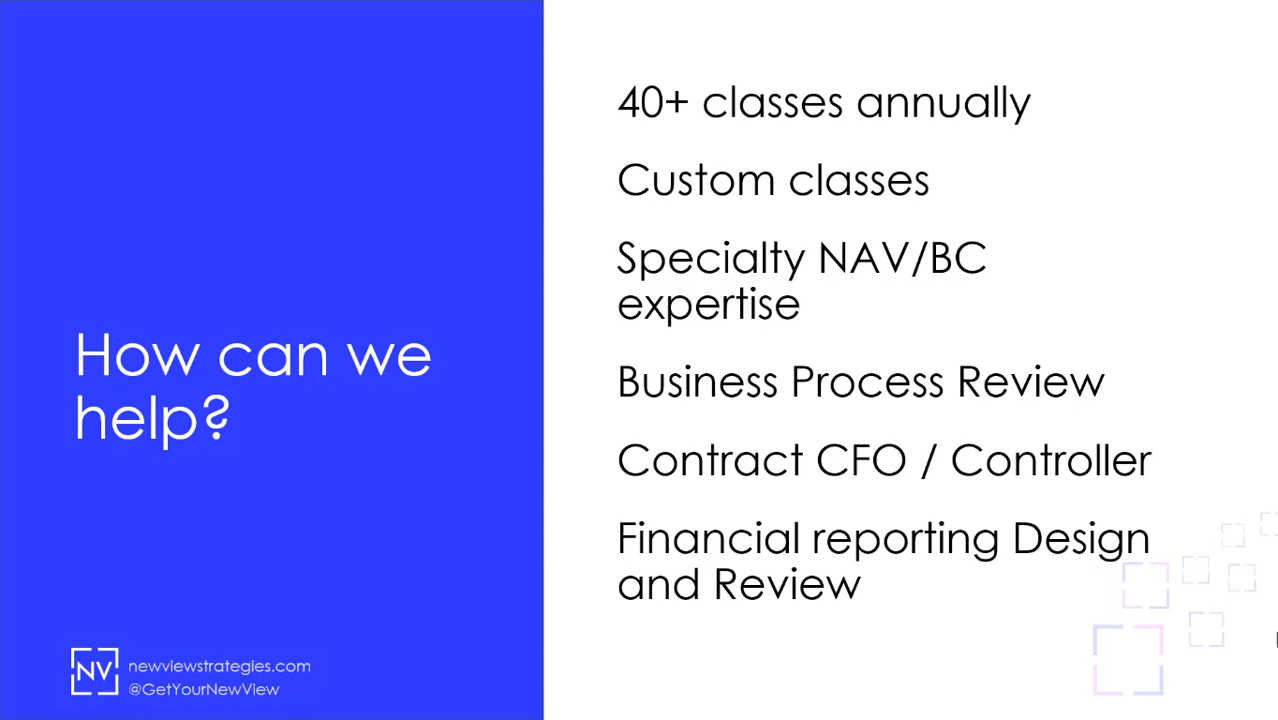 How can we
help?
40+ classes annually
Custom classes
Specialty NAV/BC
expertise
Business Process Review
Contract CFO / Controller
Financial reporting Design
and Review
NV
newviewstrategies.com
@GetYourNewView